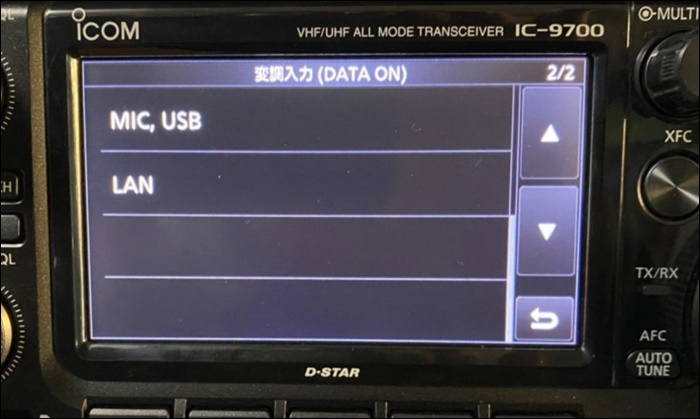 ICOM
VHF/UHF ALL MODE TRANSCEIVER IC-9700
MULTI
変調入力 (DATA ON) 2/2
MIC, USB
XFC
LAN
TX/RX
AFC
AUTO
TUNE
D-STAR